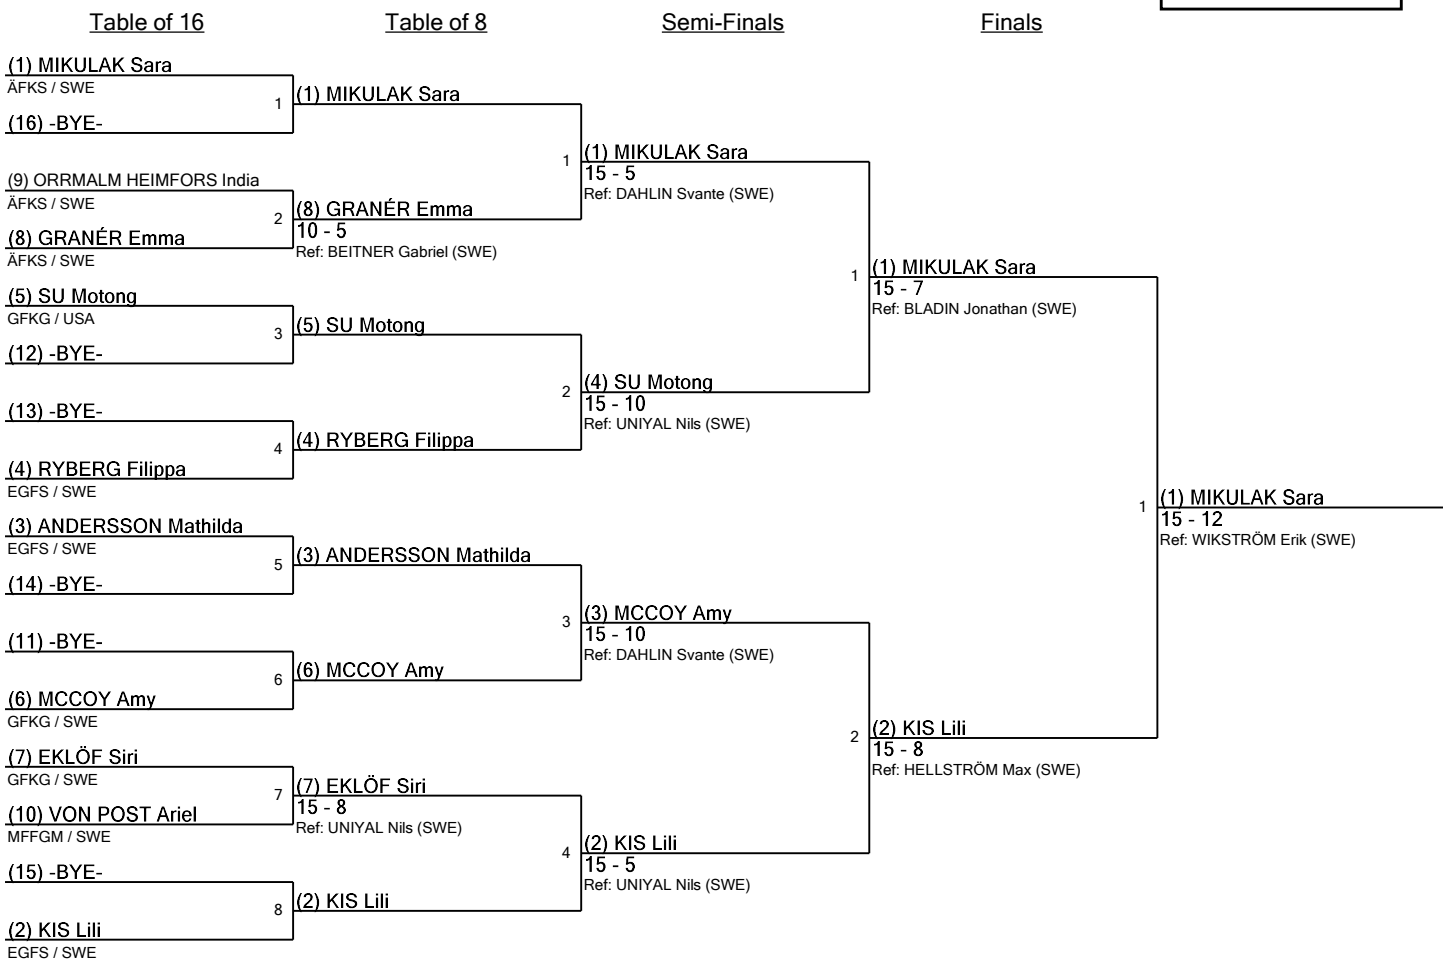 Table of 16
Table of 8
Semi-Finals
Finals
(1) MIKULAK Sara
ÄFKS / SWE
(16) -BYE-
(9) ORRMALM HEIMFORS India
ÄFKS / SWE
(8) GRANÉR Emma
ÄFKS / SWE
(5) SU Motong
GFKG / USA
(12) -BYE-
(13) -BYE-
(4) RYBERG Filippa
EGFS / SWE
(3) ANDERSSON Mathilda
EGFS / SWE
(14) -BYE-
(11) -BYE-
(6) MCCOY Amy
GFKG / SWE
(7) EKLÖF Siri
GFKG / SWE
(10) VON POST Ariel
MFFGM / SWE
(15) -BYE-
(2) KIS Lili
EGFS / SWE
1
2
3
4
5
6
7
8
(1) MIKULAK Sara
(8) GRANÉR Emma
10 - 5
Ref: BEITNER Gabriel (SWE)
(5) SU Motong
(4) RYBERG Filippa
(3) ANDERSSON Mathilda
(6) MCCOY Amy
(7) EKLÖF Siri
15 - 8
Ref: UNIYAL Nils (SWE)
(2) KIS Lili
1
2
3
4
(1) MIKULAK Sara
15 - 5
Ref: DAHLIN Svante (SWE)
(4) SU Motong
15 - 10
Ref: UNIYAL Nils (SWE)
(3) MCCOY Amy
15 - 10
Ref: DAHLIN Svante (SWE)
(2) KIS Lili
15 - 5
Ref: UNIYAL Nils (SWE)
1
2
(1) MIKULAK Sara
15 - 7
Ref: BLADIN Jonathan (SWE)
(2) KIS Lili
15 - 8
Ref: HELLSTRÖM Max (SWE)
1
(1) MIKULAK Sara
15 - 12
Ref: WIKSTRÖM Erik (SWE)